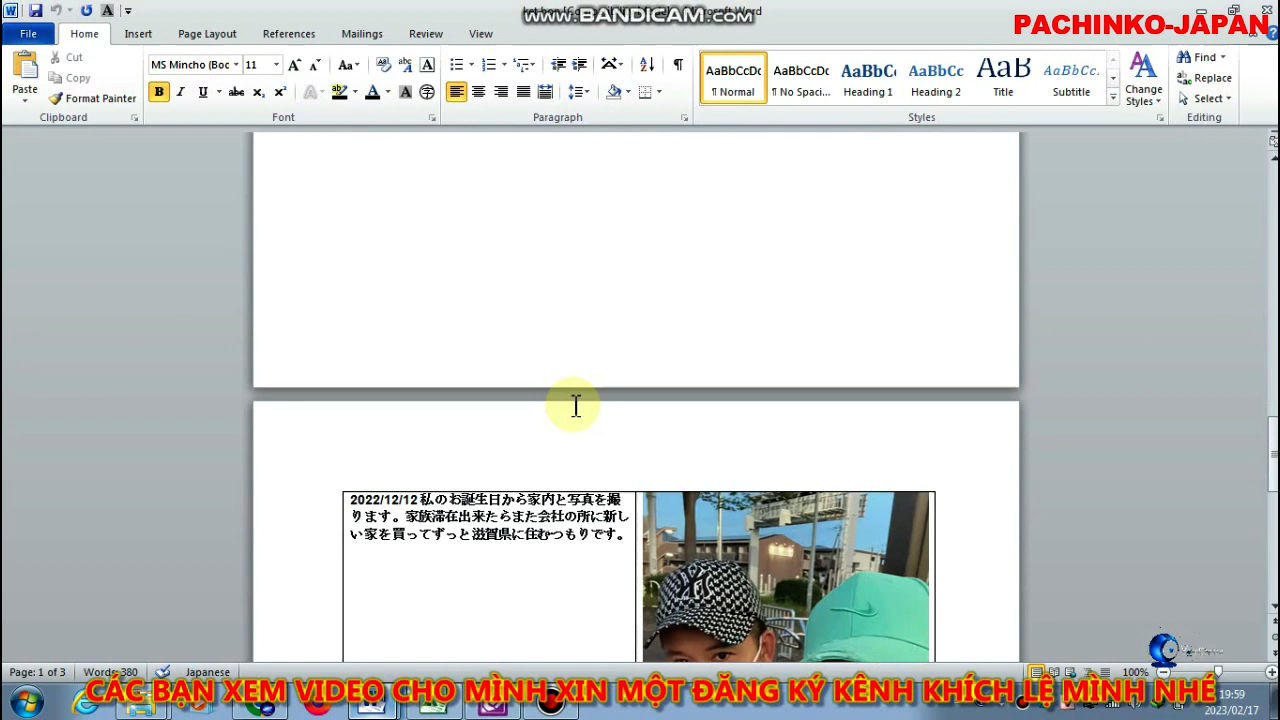 www.BANDICAM.com
PACHINKO-JAPAN
File Home Insert Page Layout References Mailings Review View
Paste
Cut
Copy
Format Painter
MS Mincho (Boc 11
AaBbCcDc AaBbCcDc AaBbC AaBbCc AaB AaBbCc.
¶ Normal ¶ No Spaci... Heading 1 Heading 2 Title Subtitle
Change Styles
Find
Replace
Select
Clipboard Font Paragraph Styles Editing
2022/12/12 私のお誕生日から家内と写真を撮
ります。家族滞在出来たらまた会社の所に新し
い家を買ってずっと滋賀県に住むつもりです。
Page: 1 of 3 Words: 380 Japanese 100%
CÁC BẠN XEM VIDEO CHO MÌNH XIN MỘT ĐĂNG KÝ KÊNH KHÍCH LỆ MÌNH NHÉ
19:59
2023/02/17